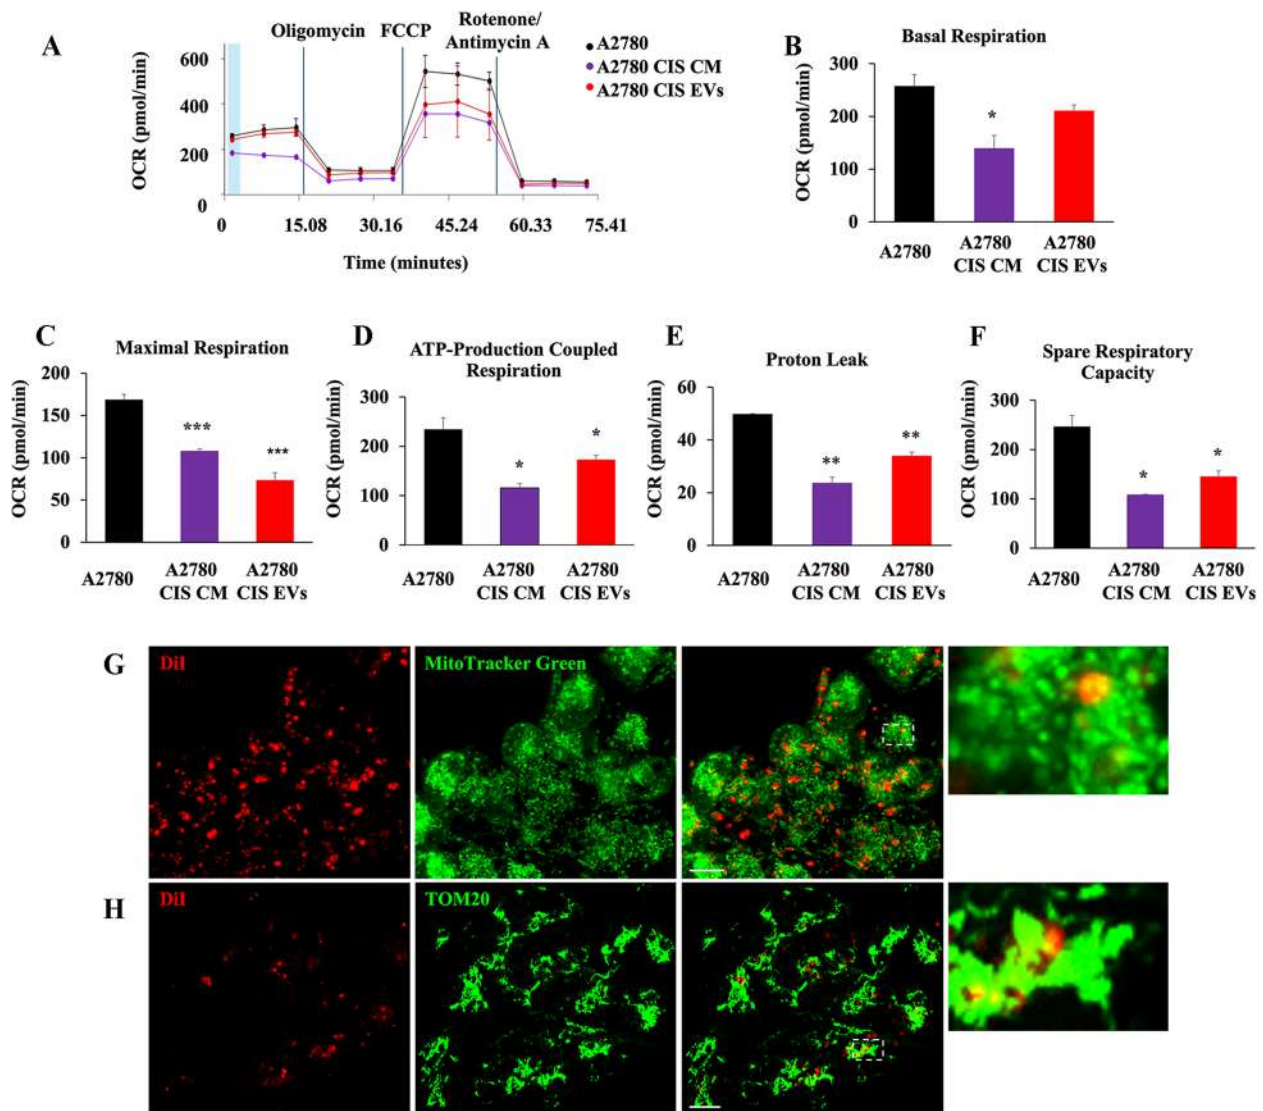 A
Oligomycin
FCCP
Rotenone/
Antimycin A
A2780
A2780 CIS CM
A2780 CIS EVs
OCR (pmol/min)
600
400
200
0
0
15.08
30.16
45.24
60.33
75.41
Time (minutes)
B
Basal Respiration
OCR (pmol/min)
300
200
100
0
*
A2780
A2780
CIS CM
A2780
CIS EVs
C
Maximal Respiration
OCR (pmol/min)
200
150
100
50
0
***
***
A2780
A2780
CIS CM
A2780
CIS EVs
D
ATP-Production Coupled
Respiration
OCR (pmol/min)
300
200
100
0
*
*
A2780
A2780
CIS CM
A2780
CIS EVs
E
Proton Leak
OCR (pmol/min)
60
40
20
0
**
**
A2780
A2780
CIS CM
A2780
CIS EVs
F
Spare Respiratory
Capacity
OCR (pmol/min)
300
200
100
0
*
*
A2780
A2780
CIS CM
A2780
CIS EVs
G
DiI
MitoTracker Green
H
DiI
TOM20